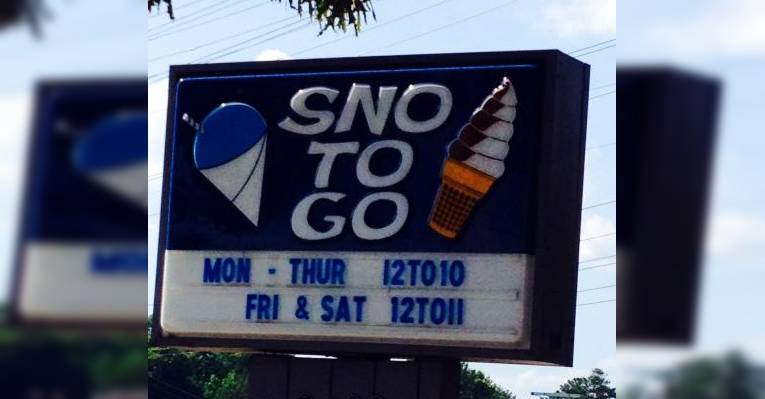 SNO
TO
GO
MON - THUR 12TO10
FRI & SAT 12TO11